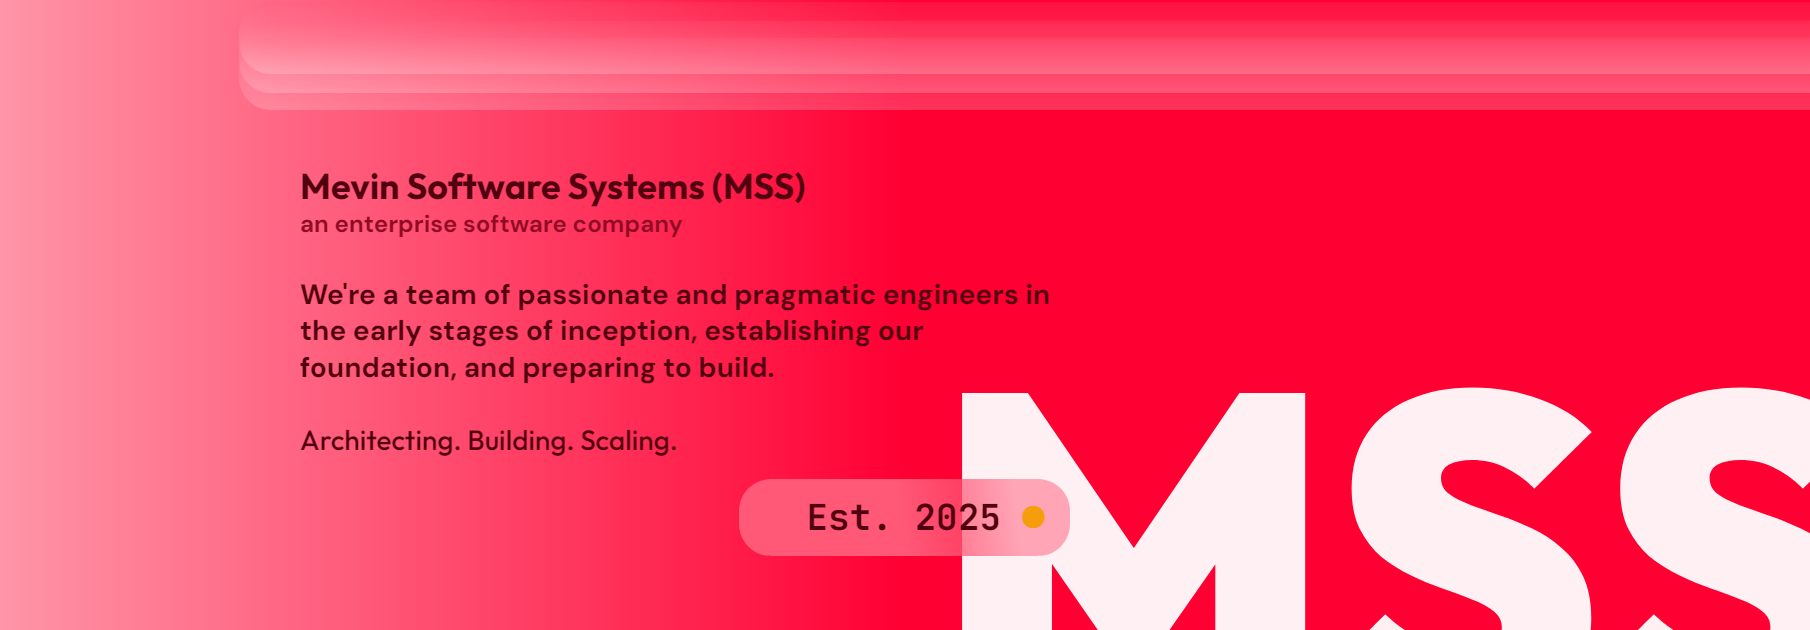 Mevin Software Systems (MSS)
an enterprise software company
We're a team of passionate and pragmatic engineers in
the early stages of inception, establishing our
foundation, and preparing to build.
Architecting. Building. Scaling.
Est. 2025
MSS